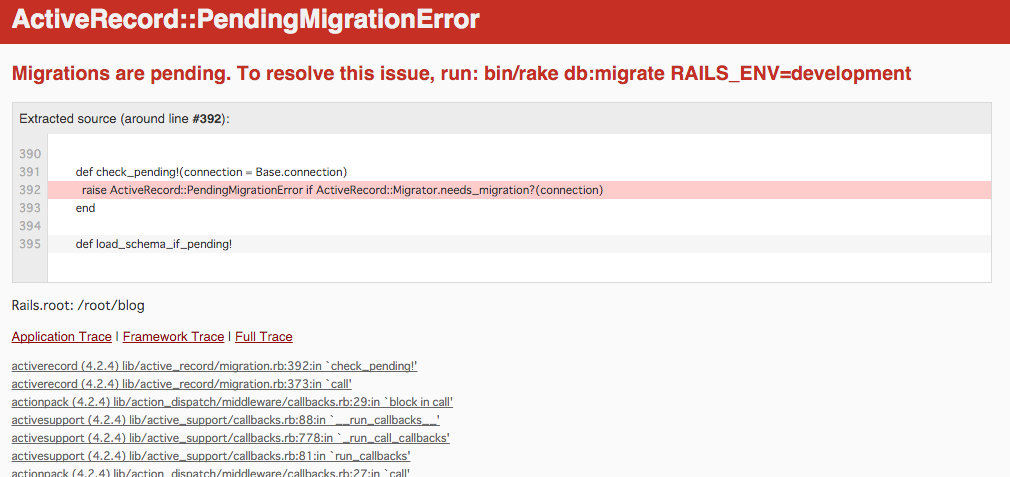 ActiveRecord::PendingMigrationError
Migrations are pending. To resolve this issue, run: bin/rake db:migrate RAILS_ENV=development
Extracted source (around line #392):
390
391 def check_pending!(connection = Base.connection)
392 raise ActiveRecord::PendingMigrationError if ActiveRecord::Migrator.needs_migration?(connection)
393 end
394
395 def load_schema_if_pending!
Rails.root: /root/blog
Application Trace | Framework Trace | Full Trace
activerecord (4.2.4) lib/active_record/migration.rb:392:in `check_pending!'
activerecord (4.2.4) lib/active_record/migration.rb:373:in `call'
actionpack (4.2.4) lib/action_dispatch/middleware/callbacks.rb:29:in `block in call'
activesupport (4.2.4) lib/active_support/callbacks.rb:88:in `__run_callbacks__'
activesupport (4.2.4) lib/active_support/callbacks.rb:778:in `_run_call_callbacks'
activesupport (4.2.4) lib/active_support/callbacks.rb:81:in `run_callbacks'
actionpack (4.2.4) lib/action_dispatch/middleware/callbacks.rb:27:in `call'